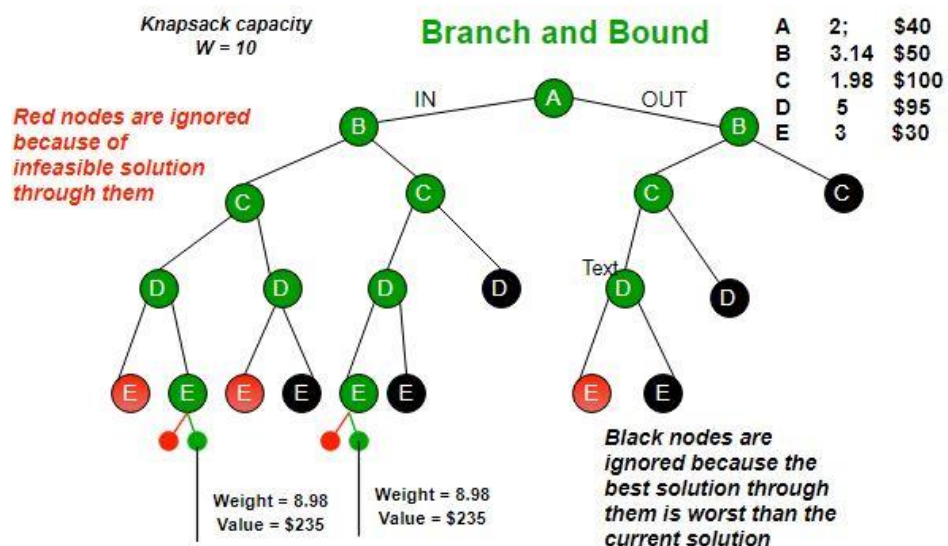 Knapsack capacity
W = 10
Branch and Bound
A 2; $40
B 3.14 $50
C 1.98 $100
D 5 $95
E 3 $30
Red nodes are ignored
because of
infeasible solution
through them
IN
OUT
A
B
B
C
C
C
C
Text
D
D
D
D
D
D
E
E
E
E
E
E
E
E
Weight = 8.98
Value = $235
Weight = 8.98
Value = $235
Black nodes are
ignored because the
best solution through
them is worst than the
current solution